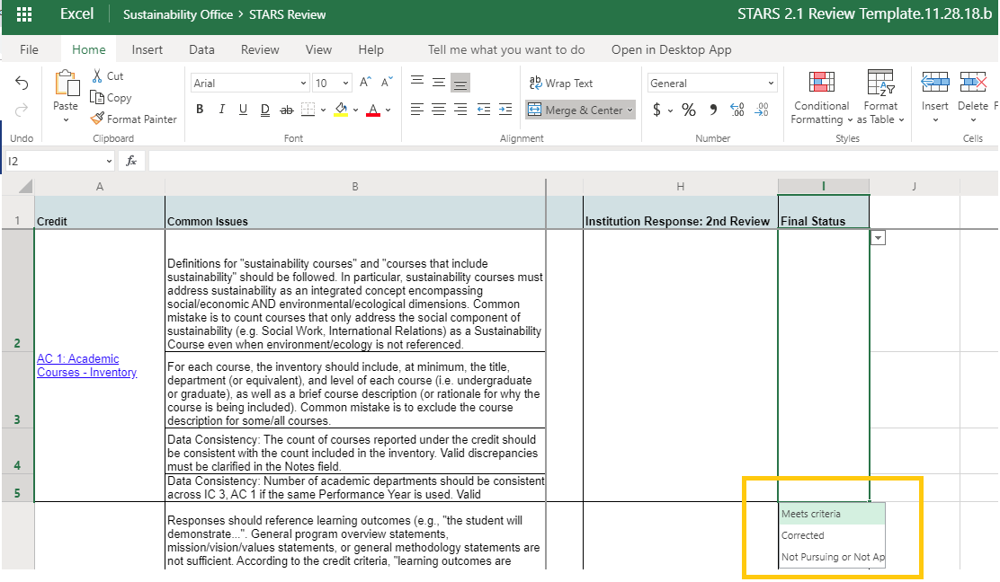 Excel
Sustainability Office > STARS Review
STARS 2.1 Review Template.11.28.18.b
File
Home
Insert
Data
Review
View
Help
Tell me what you want to do
Open in Desktop App
Paste
Cut
Copy
Format Painter
Arial
10
B I U D ab
A
Wrap Text
Merge & Center
General
$ % 9 .00
Conditional
Formatting
Format
as Table
Insert
Delete
F
Undo
Clipboard
Font
Alignment
Number
Styles
Cells
I2
fx
A
B
H
I
J
1
Credit
Common Issues
Institution Response: 2nd Review
Final Status
Definitions for "sustainability courses" and "courses that include
sustainability" should be followed. In particular, sustainability courses must
address sustainability as an integrated concept encompassing
social/economic AND environmental/ecological dimensions. Common
mistake is to count courses that only address the social component of
sustainability (e.g. Social Work, International Relations) as a Sustainability
Course even when environment/ecology is not referenced.
2
AC 1: Academic
Courses - Inventory
For each course, the inventory should include, at minimum, the title,
department (or equivalent), and level of each course (i.e. undergraduate
or graduate), as well as a brief course description (or rationale for why the
course is being included). Common mistake is to exclude the course
description for some/all courses.
3
Data Consistency: The count of courses reported under the credit should
be consistent with the count included in the inventory. Valid discrepancies
must be clarified in the Notes field.
4
Data Consistency: Number of academic departments should be consistent
across IC 3, AC 1 if the same Performance Year is used. Valid
5
Responses should reference learning outcomes (e.g., "the student will
demonstrate...". General program overview statements,
mission/vision/values statements, or general methodology statements are
not sufficient. According to the credit criteria, "learning outcomes are
Meets criteria
Corrected
Not Pursuing or Not Ap